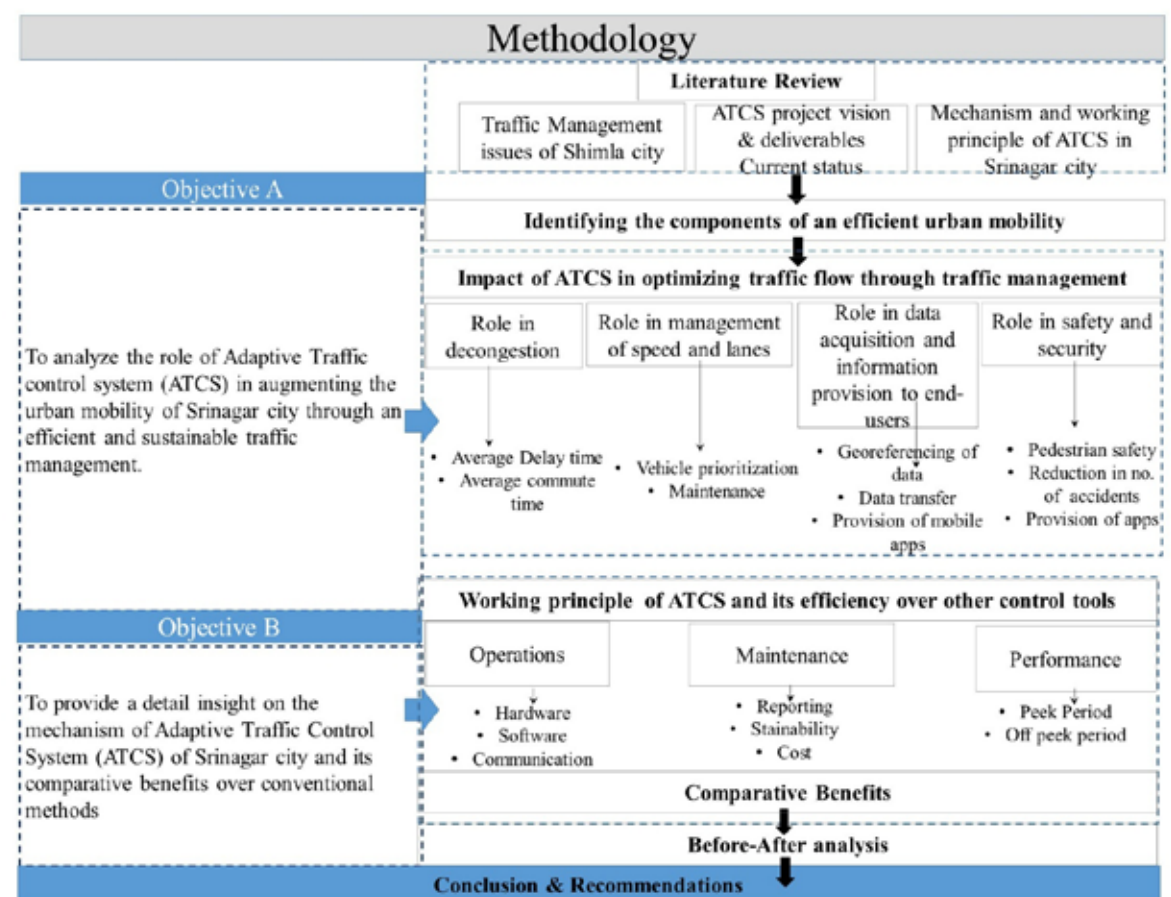 Methodology
Literature Review
Traffic Management
issues of Shimla city
ATCS project vision
& deliverables
Current status
Mechanism and working
principle of ATCS in
Srinagar city
Objective A
Identifying the components of an efficient urban mobility
To analyze the role of Adaptive Traffic
control system (ATCS) in augmenting the
urban mobility of Srinagar city through an
efficient and sustainable traffic
management.
Impact of ATCS in optimizing traffic flow through traffic management
Role in
decongestion
• Average Delay time
• Average commute
time
Role in management
of speed and lanes
• Vehicle prioritization
• Maintenance
Role in data
acquisition and
information
provision to end-
users
• Georeferencing of
data
• Data transfer
• Provision of mobile
apps
Role in safety and
security
• Pedestrian safety
• Reduction in no.
of accidents
• Provision of apps
Objective B
To provide a detail insight on the
mechanism of Adaptive Traffic Control
System (ATCS) of Srinagar city and its
comparative benefits over conventional
methods
Working principle of ATCS and its efficiency over other control tools
Operations
• Hardware
• Software
• Communication
Maintenance
• Reporting
• Stainability
• Cost
Performance
• Peek Period
• Off peek period
Comparative Benefits
Before-After analysis
Conclusion & Recommendations